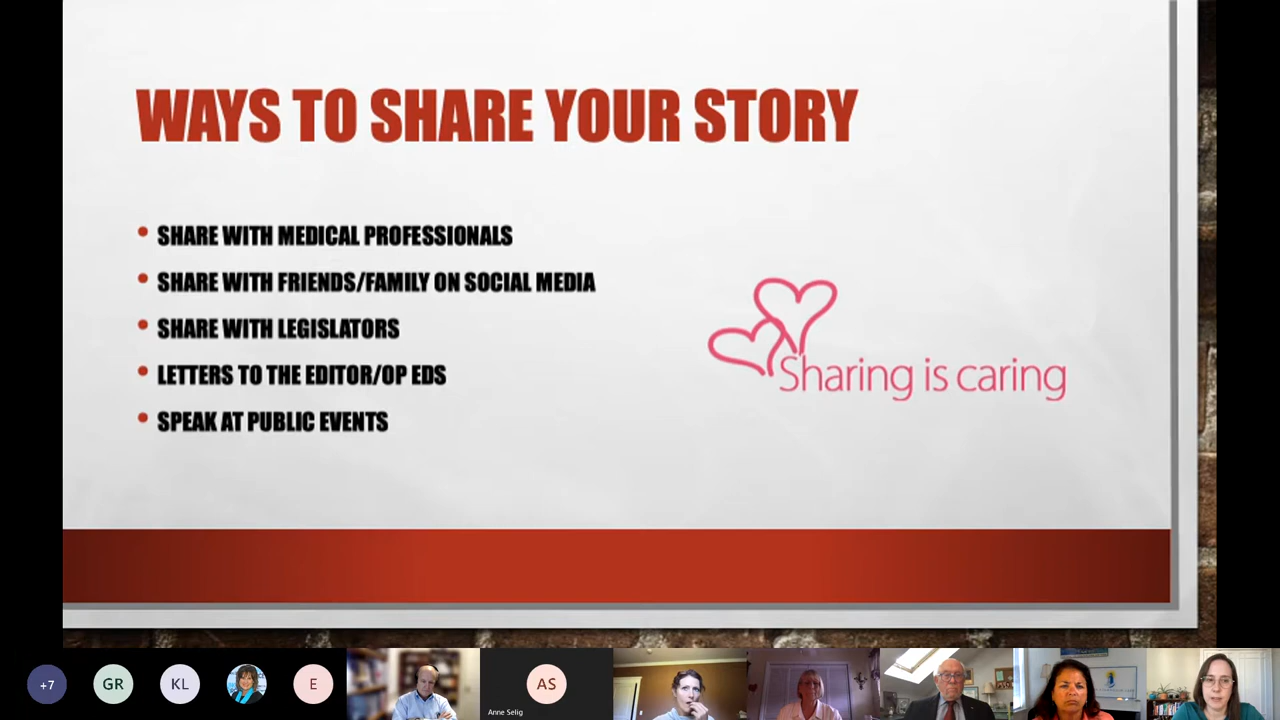 WAYS TO SHARE YOUR STORY
• SHARE WITH MEDICAL PROFESSIONALS
• SHARE WITH FRIENDS/FAMILY ON SOCIAL MEDIA
• SHARE WITH LEGISLATORS
• LETTERS TO THE EDITOR/OP EDS
• SPEAK AT PUBLIC EVENTS
Sharing is caring
+7
GR
KL
E
AS
Anne Selig